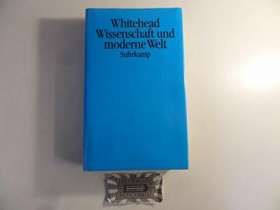 Whitehead
Wissenschaft und
moderne Welt
Suhrkamp